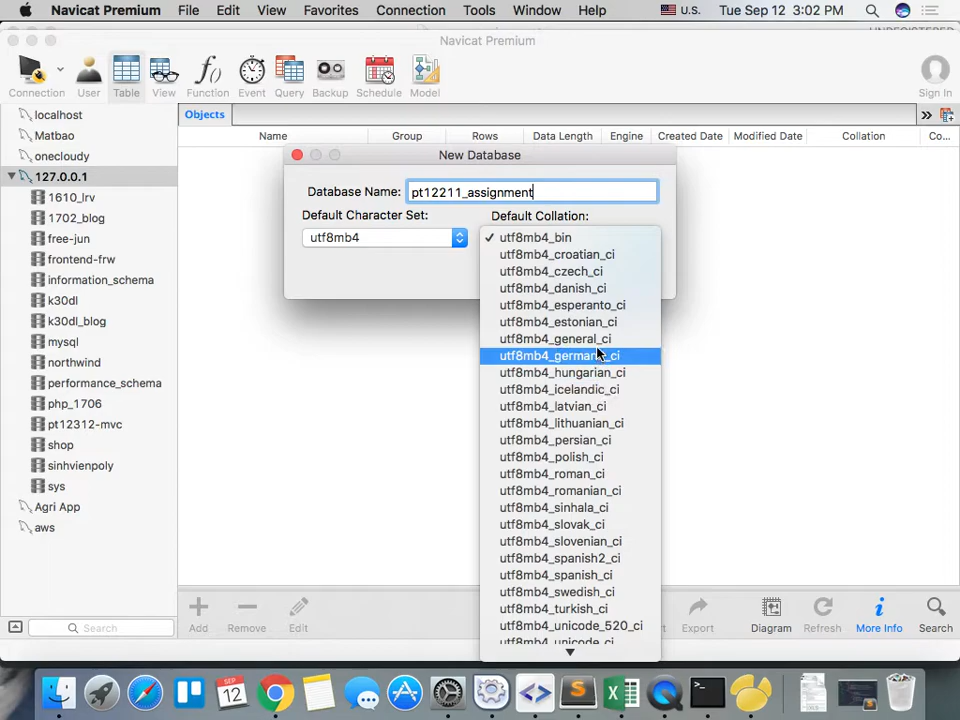 Navicat Premium File Edit View Favorites Connection Tools Window Help U.S. Tue Sep 12 3:02 PM
Navicat Premium
Connection User Table View Function Event Query Backup Schedule Model Sign In
localhost
Matbao
onecloudy
127.0.0.1
1610_lrv
1702_blog
free-jun
frontend-frw
information_schema
k30dl
k30dl_blog
mysql
northwind
performance_schema
php_1706
pt12312-mvc
shop
sinhvienpoly
sys
Agri App
aws
Search
Objects
Name Group Rows Data Length Engine Created Date Modified Date Collation Co...
New Database
Database Name: pt12211_assignment
Default Character Set: Default Collation:
utf8mb4
✓ utf8mb4_bin
utf8mb4_croatian_ci
utf8mb4_czech_ci
utf8mb4_danish_ci
utf8mb4_esperanto_ci
utf8mb4_estonian_ci
utf8mb4_general_ci
utf8mb4_hungarian_ci
utf8mb4_icelandic_ci
utf8mb4_latvian_ci
utf8mb4_lithuanian_ci
utf8mb4_persian_ci
utf8mb4_polish_ci
utf8mb4_roman_ci
utf8mb4_romanian_ci
utf8mb4_sinhala_ci
utf8mb4_slovak_ci
utf8mb4_slovenian_ci
utf8mb4_spanish2_ci
utf8mb4_spanish_ci
utf8mb4_swedish_ci
utf8mb4_turkish_ci
utf8mb4_unicode_520_ci
utf8mb4_unicode_ci
Add Remove Edit Export Diagram Refresh More Info Search
SEP
12